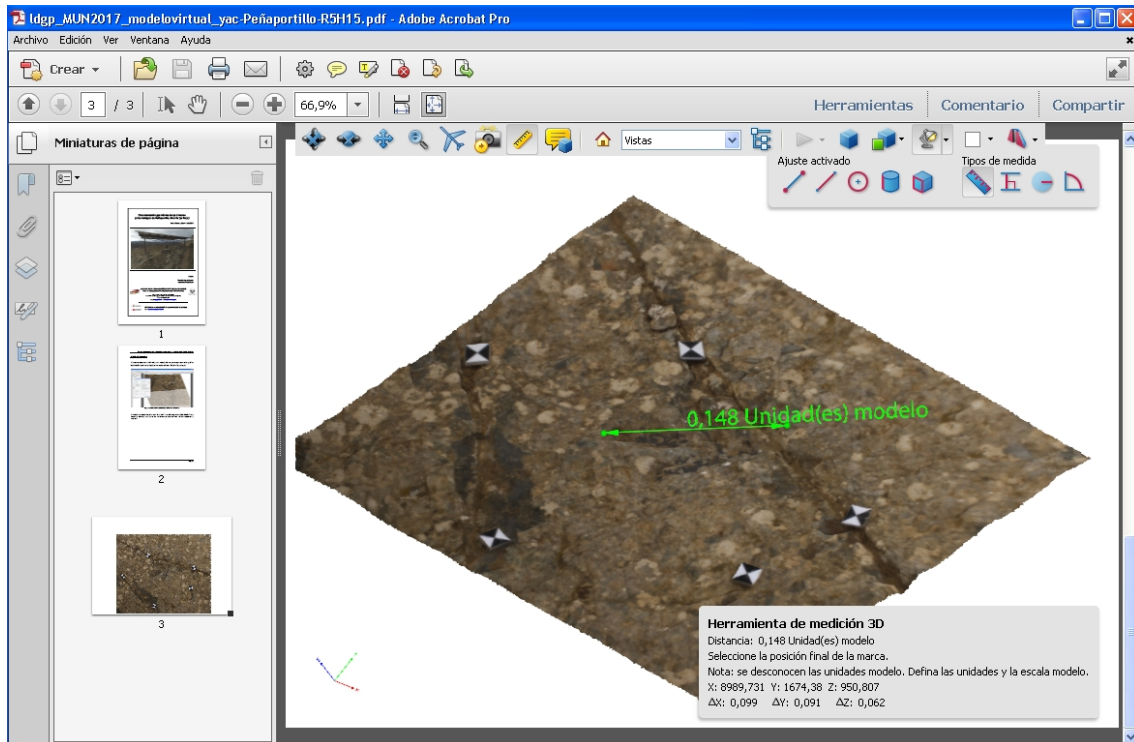 ldgp_MUN2017_modelovirtual_yac-Peñaportillo-R5H15.pdf - Adobe Acrobat Pro
Archivo Edición Ver Ventana Ayuda
Crear
3 / 3 66,9% Herramientas Comentario Compartir
Miniaturas de página
Vistas
Ajuste activado Tipos de medida
1
2
3
0,148 Unidad(es) modelo
Herramienta de medición 3D
Distancia: 0,148 Unidad(es) modelo
Seleccione la posición final de la marca.
Nota: se desconocen las unidades modelo. Defina las unidades y la escala modelo.
X: 8989,731 Y: 1674,38 Z: 950,807
ΔX: 0,099 ΔY: 0,091 ΔZ: 0,062